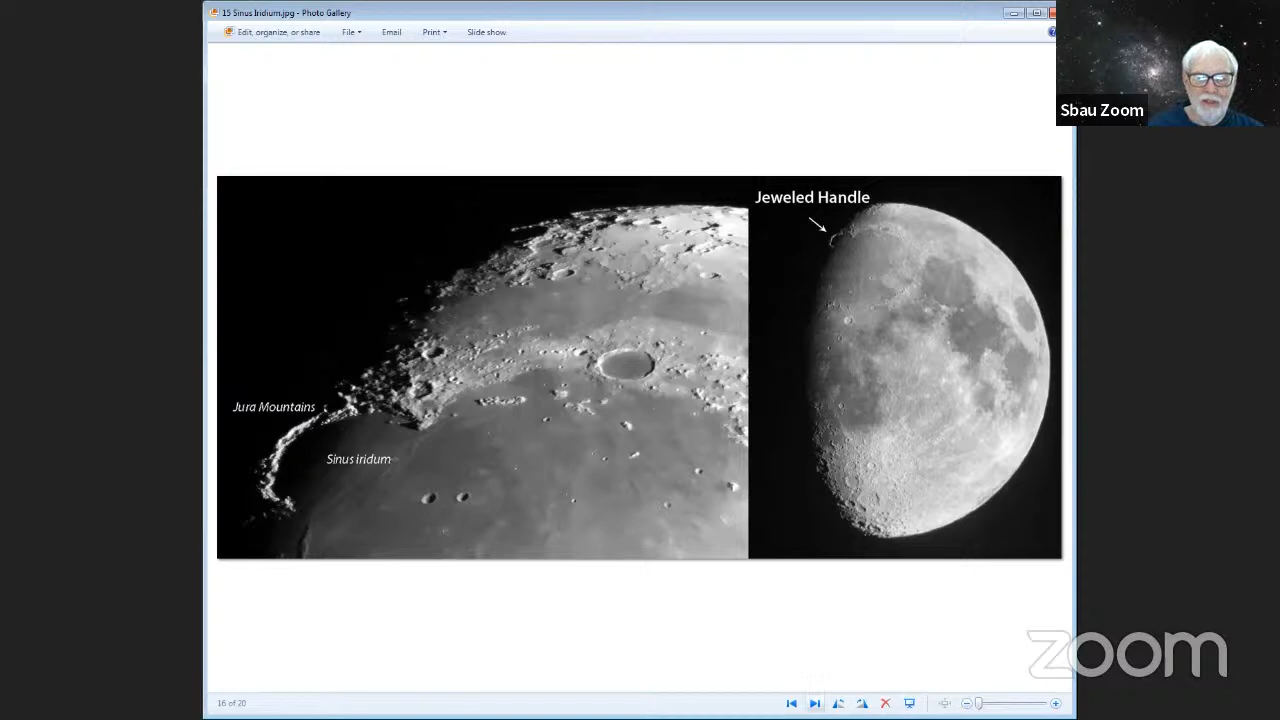 15 Sinus Iridium.jpg - Photo Gallery
Edit, organize, or share File Email Print Slide show
Sbau Zoom
Jeweled Handle
Jura Mountains
Sinus iridum
zoom
16 of 20